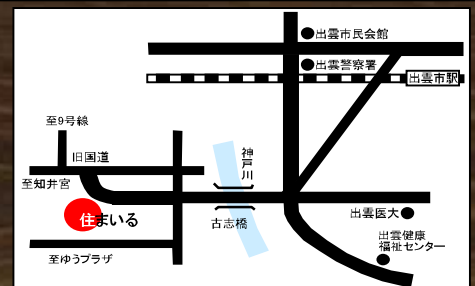 出雲市民会館
出雲警察署
出雲市駅
至9号線
旧国道
神戸川
至知井宮
住まいる
古志橋
出雲医大
出雲健康
福祉センター
至ゆうプラザ